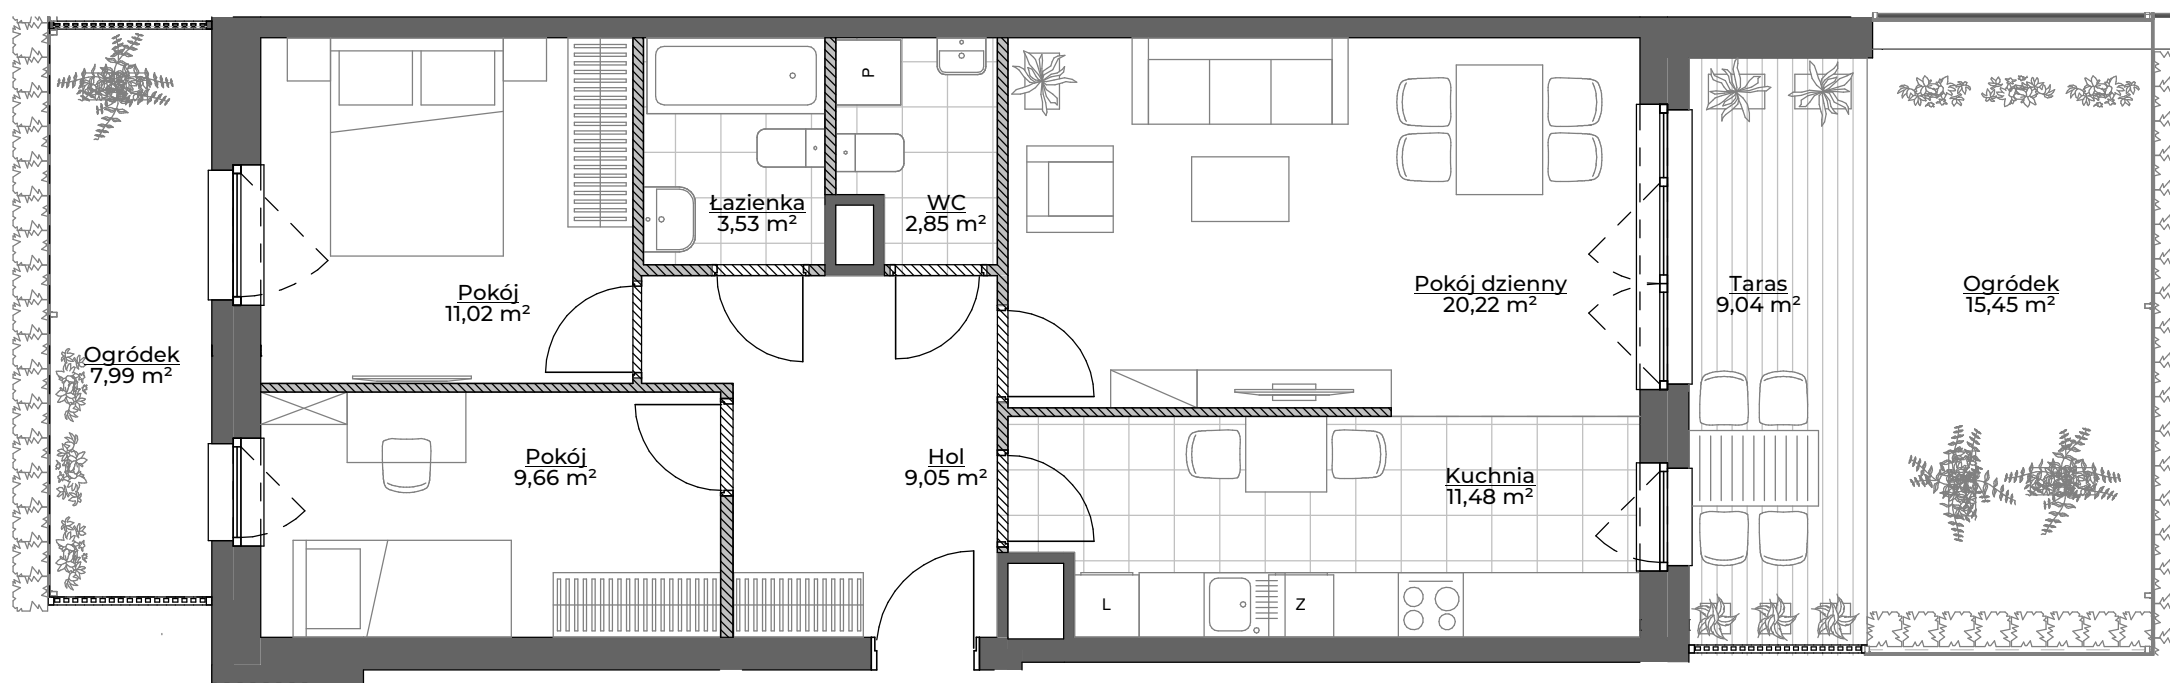 P
Łazienka
3,53 m²
WC
2,85 m²
Pokój
11,02 m²
Pokój dzienny
20,22 m²
Taras
9,04 m²
Ogródek
15,45 m²
Ogródek
7,99 m²
Pokój
9,66 m²
Hol
9,05 m²
Kuchnia
11,48 m²
L
Z